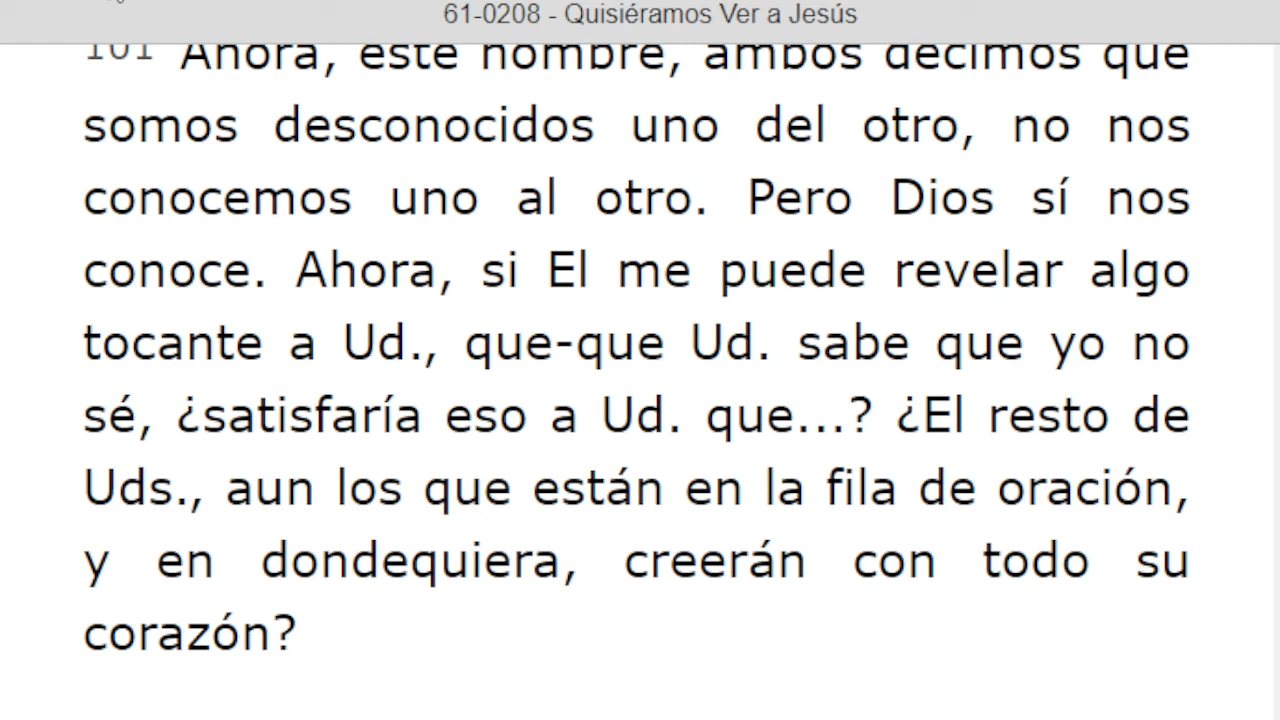 61-0208 - Quisiéramos Ver a Jesús
101 Ahora, este hombre, ambos decimos que
somos desconocidos uno del otro, no nos
conocemos uno al otro. Pero Dios sí nos
conoce. Ahora, si El me puede revelar algo
tocante a Ud., que-que Ud. sabe que yo no
sé, ¿satisfaría eso a Ud. que...? ¿El resto de
Uds., aun los que están en la fila de oración,
y en dondequiera, creerán con todo su
corazón?